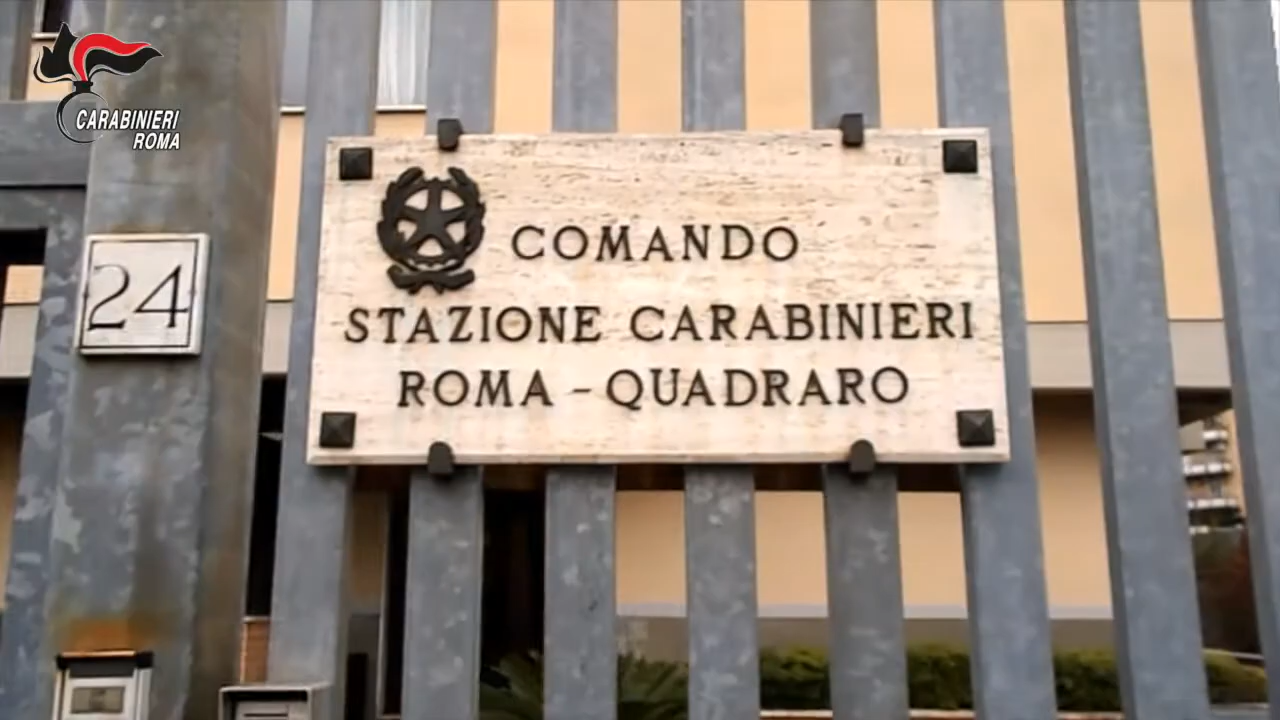 CARABINIERI
ROMA
24
COMANDO
STAZIONE CARABINIERI
ROMA - QUADRARO